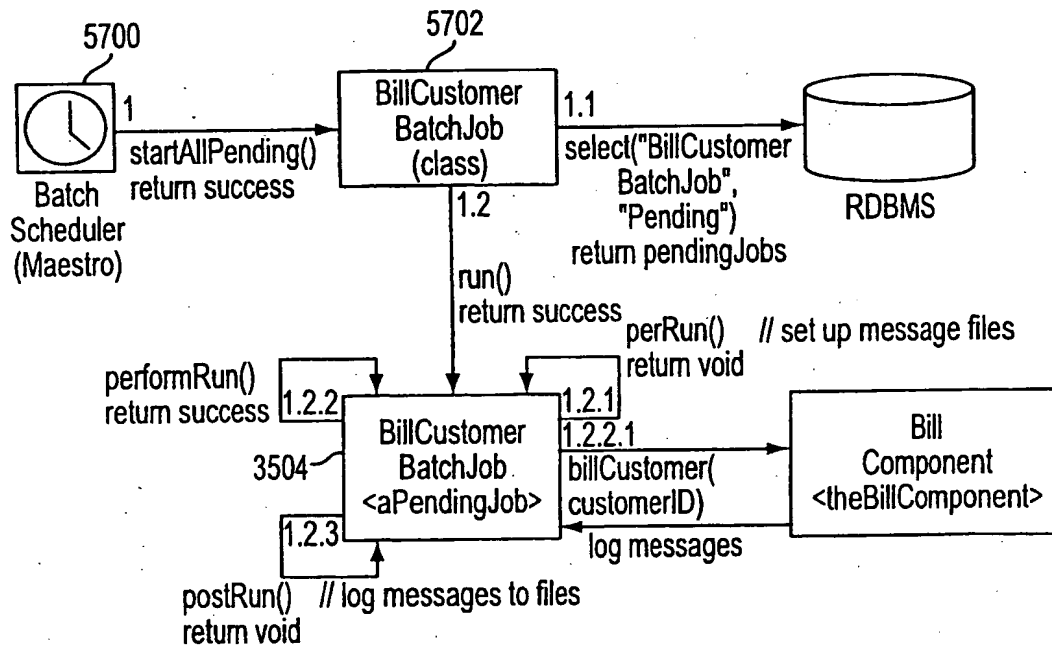 5700
5702
1
startAllPending()
return success
Batch
Scheduler
(Maestro)
BillCustomer
BatchJob
(class)
1.1
select("BillCustomer
BatchJob",
"Pending")
return pendingJobs
RDBMS
1.2
run()
return success
perRun() // set up message files
return void
performRun()
return success
1.2.2
1.2.1
3504
BillCustomer
BatchJob
<aPendingJob>
1.2.2.1
billCustomer(
customerID)
log messages
Bill
Component
<theBillComponent>
1.2.3
postRun() // log messages to files
return void